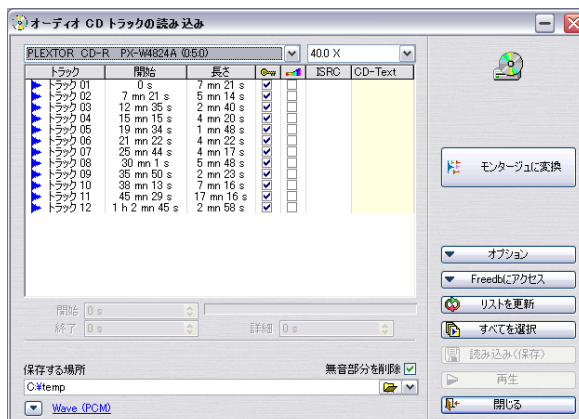 オーディオ CD トラックの読み込み
PLEXTOR CD-R PX-W4824A (0:5:0) 40.0 X
トラック 開始 長さ ISRC CD-Text
トラック 01 0 s 7 mn 21 s
トラック 02 7 mn 21 s 5 mn 14 s
トラック 03 12 mn 35 s 2 mn 40 s
トラック 04 15 mn 15 s 4 mn 20 s
トラック 05 19 mn 34 s 1 mn 48 s
トラック 06 21 mn 22 s 4 mn 22 s
トラック 07 25 mn 44 s 4 mn 17 s
トラック 08 30 mn 1 s 5 mn 48 s
トラック 09 35 mn 50 s 2 mn 23 s
トラック 10 38 mn 13 s 7 mn 16 s
トラック 11 45 mn 29 s 17 mn 16 s
トラック 12 1 h 2 mn 45 s 2 mn 58 s
開始 0 s
終了 0 s 詳細 0 s
保存する場所 無音部分を削除
C:¥temp
Wave (PCM)
モンタージュに変換
オプション
Freedbにアクセス
リストを更新
すべてを選択
読み込み(保存)
再生
閉じる